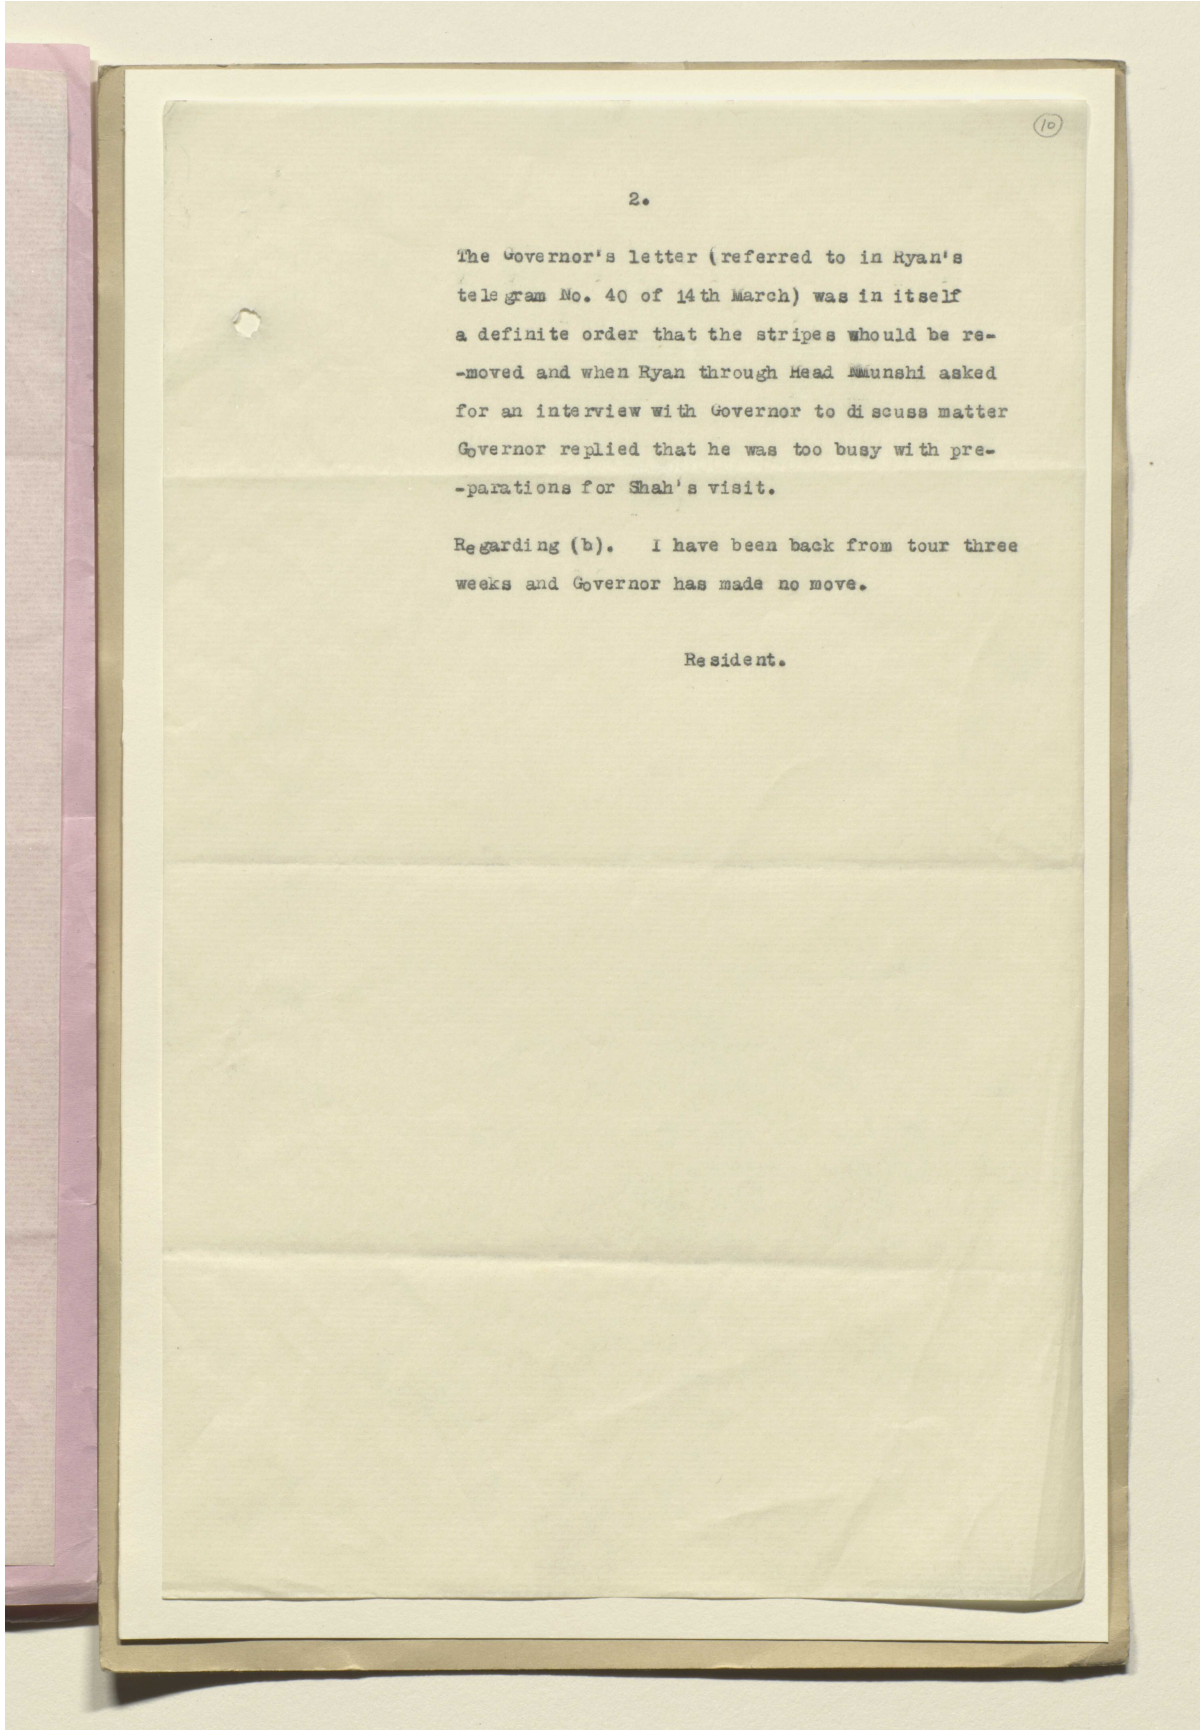 10
2.
The Governor's letter (referred to in Ryan's
telegram No. 40 of 14th March) was in itself
a definite order that the stripes whould be re-
-moved and when Ryan through Head Munshi asked
for an interview with Governor to discuss matter
Governor replied that he was too busy with pre-
-parations for Shah's visit.
Regarding (b). I have been back from tour three
weeks and Governor has made no move.
Resident.